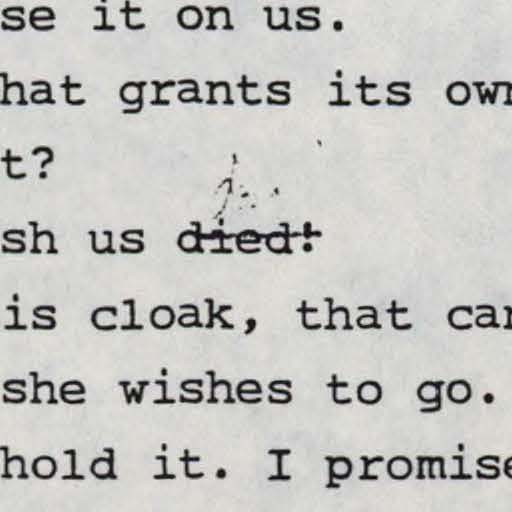 se it on us.
hat grants its own
t?
sh us died!
is cloak, that can
she wishes to go.
hold it. I promise